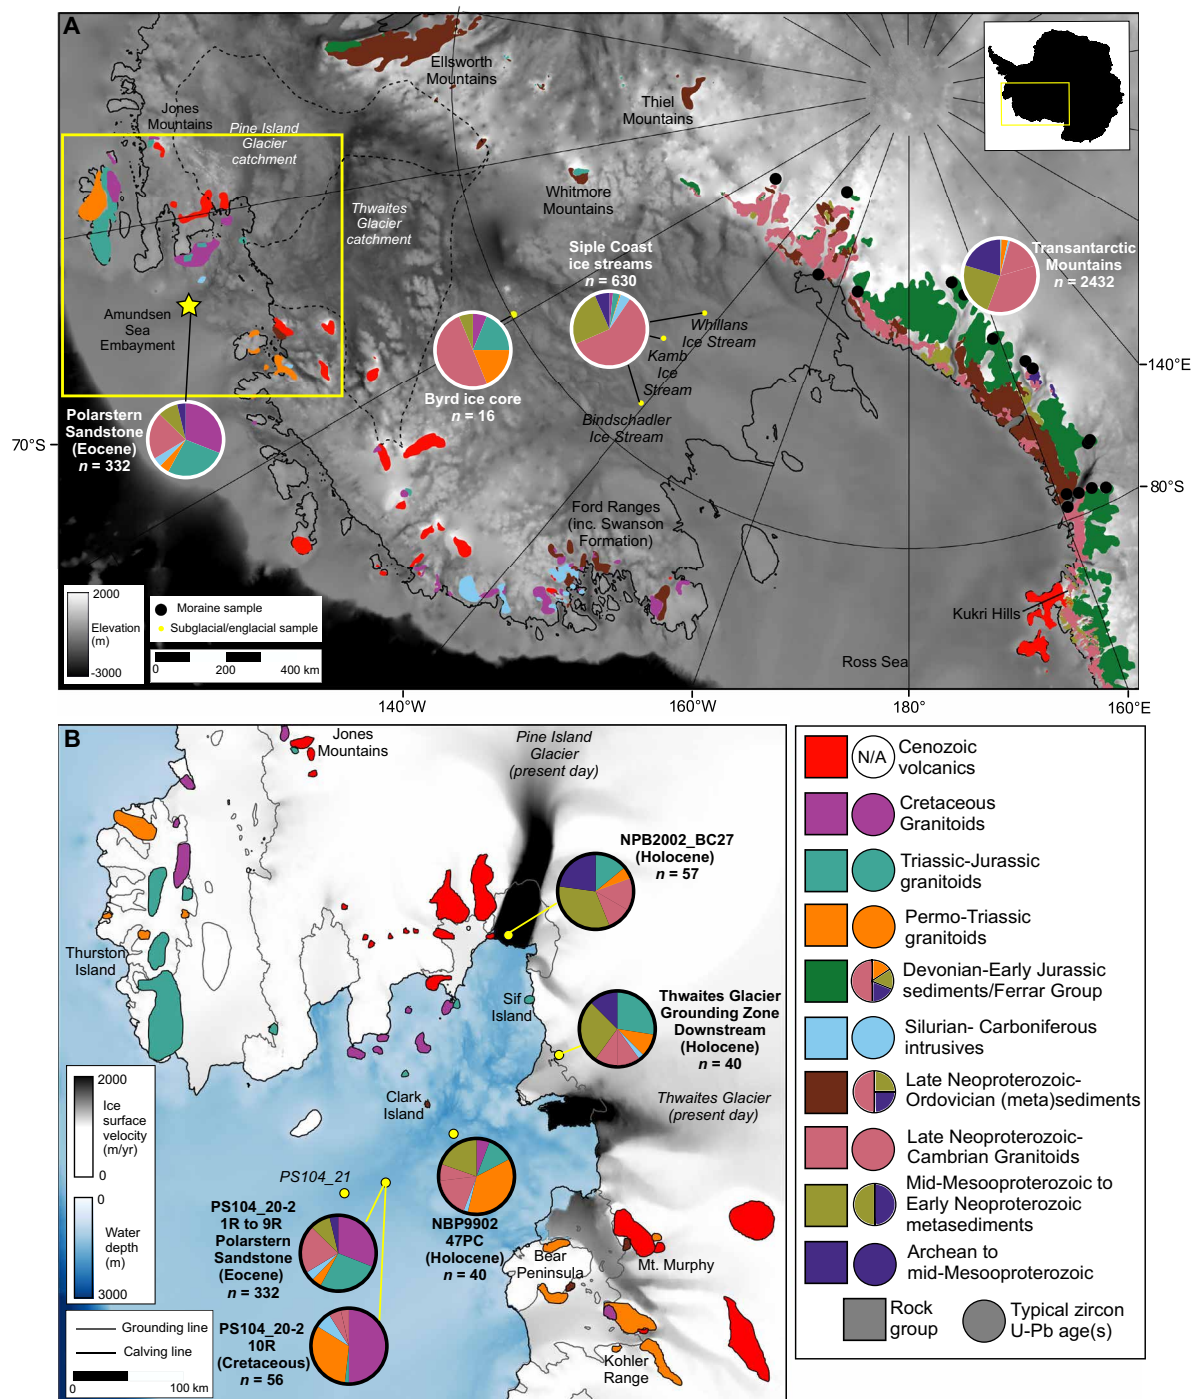 A
Ellsworth
Mountains
Jones
Mountains
Pine Island
Glacier
catchment
Thiel
Mountains
Whitmore
Mountains
Thwaites
Glacier
catchment
Siple Coast
ice streams
n = 630
Transantarctic
Mountains
n = 2432
Amundsen
Sea
Embayment
Whillans
Ice Stream
Kamb
Ice
Stream
Byrd ice core
n = 16
Bindschadler
Ice Stream
140°E
Polarstern
Sandstone
(Eocene)
n = 332
70°S
80°S
Ford Ranges
(inc. Swanson
Formation)
2000
Elevation
(m)
-3000
Moraine sample
Subglacial/englacial sample
0
200
400 km
Kukri Hills
Ross Sea
140°W
160°W
180°
160°E
B
Jones
Mountains
Pine Island
Glacier
(present day)
NPB2002_BC27
(Holocene)
n = 57
Thurston
Island
Sif
Island
Thwaites Glacier
Grounding Zone
Downstream
(Holocene)
n = 40
Clark
Island
Thwaites Glacier
(present day)
2000
Ice
surface
velocity
(m/yr)
0
0
Water
depth
(m)
3000
PS104_21
PS104_20-2
1R to 9R
Polarstern
Sandstone
(Eocene)
n = 332
NBP9902
47PC
(Holocene)
n = 40
Bear
Peninsula
Mt. Murphy
PS104_20-2
10R
(Cretaceous)
n = 56
Kohler
Range
Grounding line
Calving line
0
100 km
N/A
Cenozoic
volcanics
Cretaceous
Granitoids
Triassic-Jurassic
granitoids
Permo-Triassic
granitoids
Devonian-Early Jurassic
sediments/Ferrar Group
Silurian- Carboniferous
intrusives
Late Neoproterozoic-
Ordovician (meta)sediments
Late Neoproterozoic-
Cambrian Granitoids
Mid-Mesooproterozoic to
Early Neoproterozoic
metasediments
Archean to
mid-Mesooproterozoic
Rock
group
Typical zircon
U-Pb age(s)